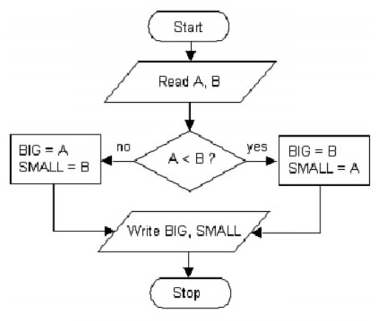 Start
Read A, B
no
A < B ?
yes
BIG = A
SMALL = B
BIG = B
SMALL = A
Write BIG, SMALL
Stop